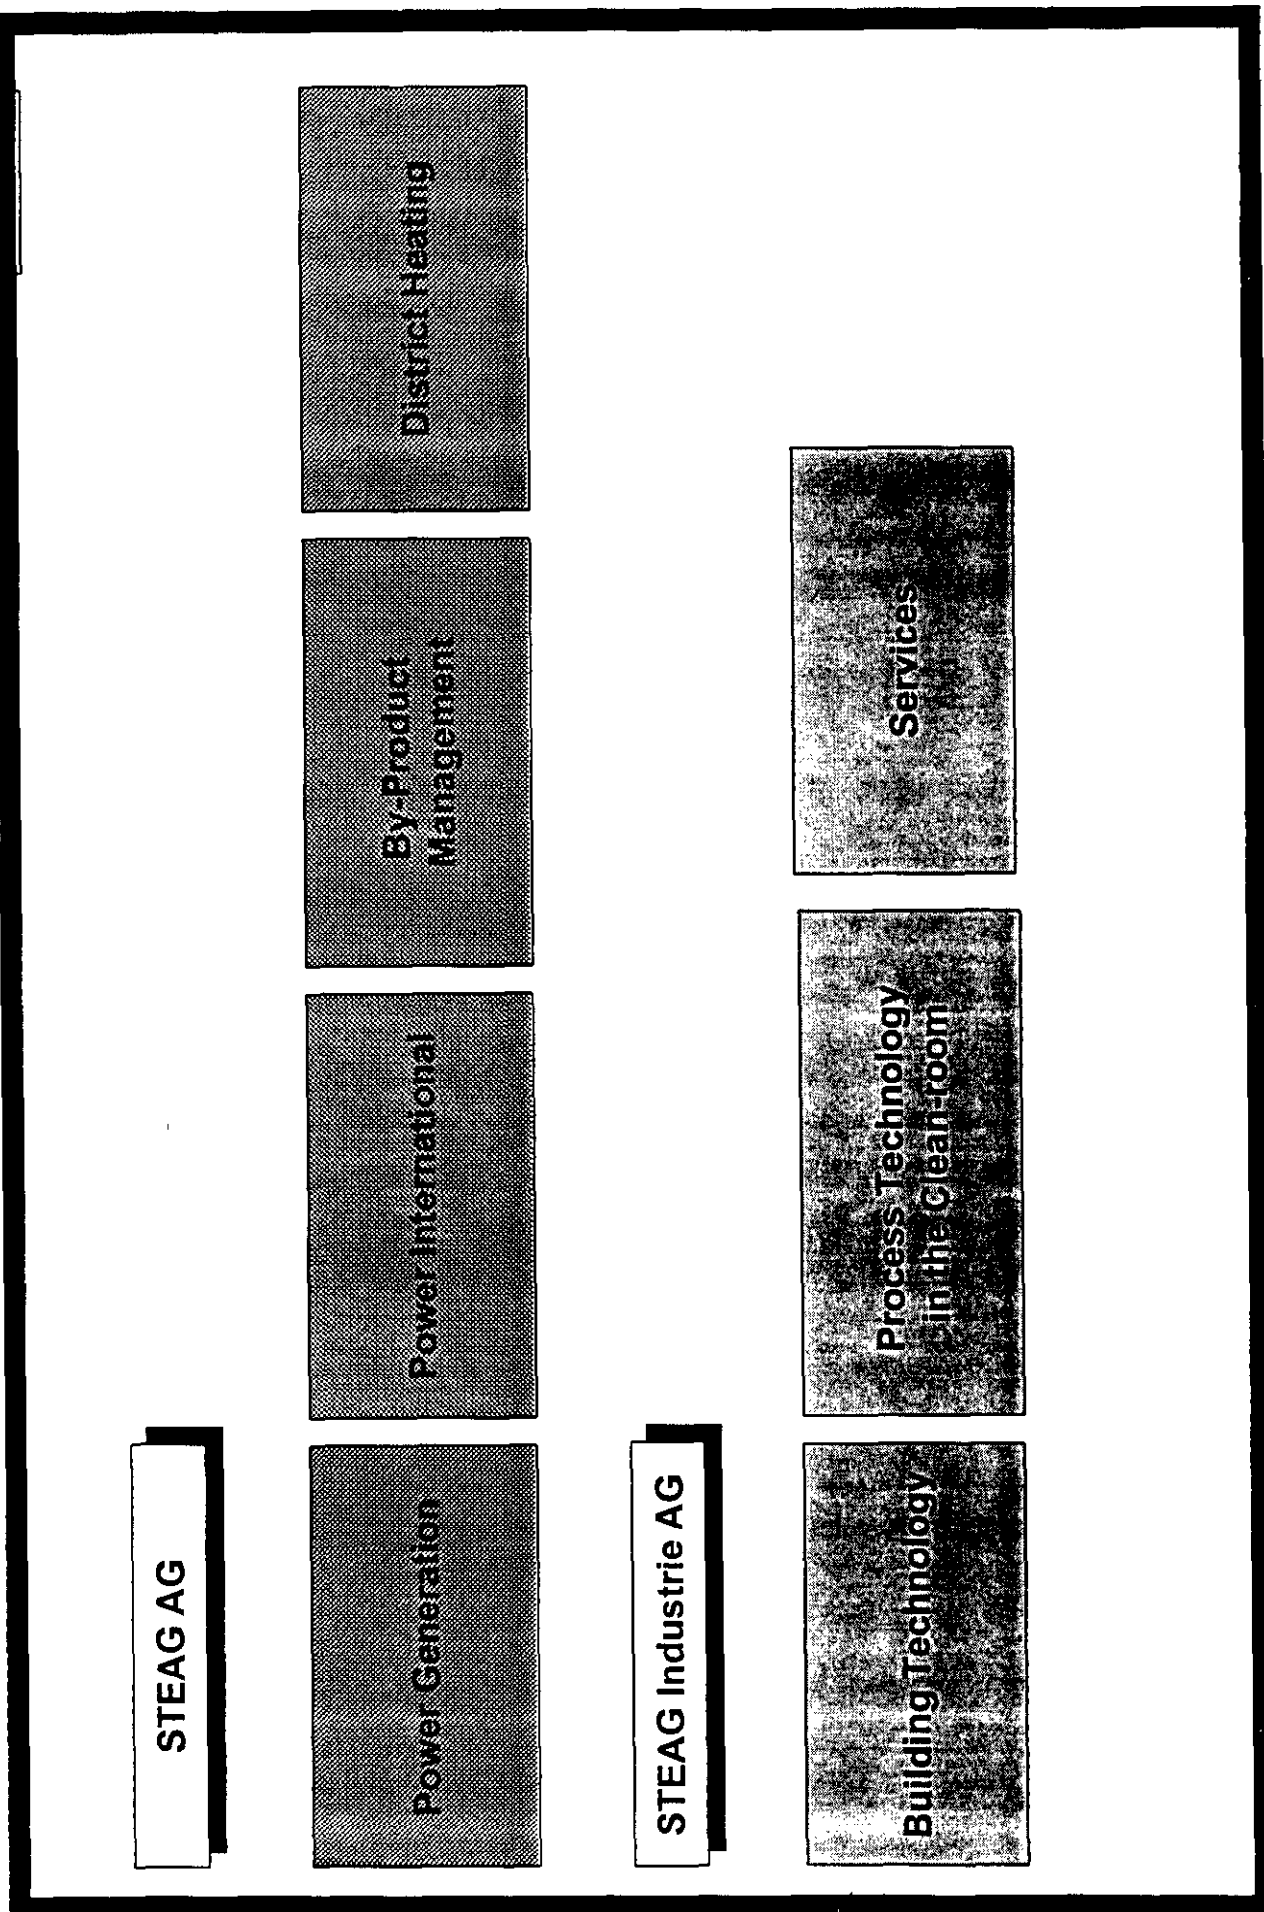 STEAG AG
Power Generation
Power International
By-Product
Management
District Heating
STEAG Industrie AG
Building Technology
Process Technology
in the Clean-room
Services